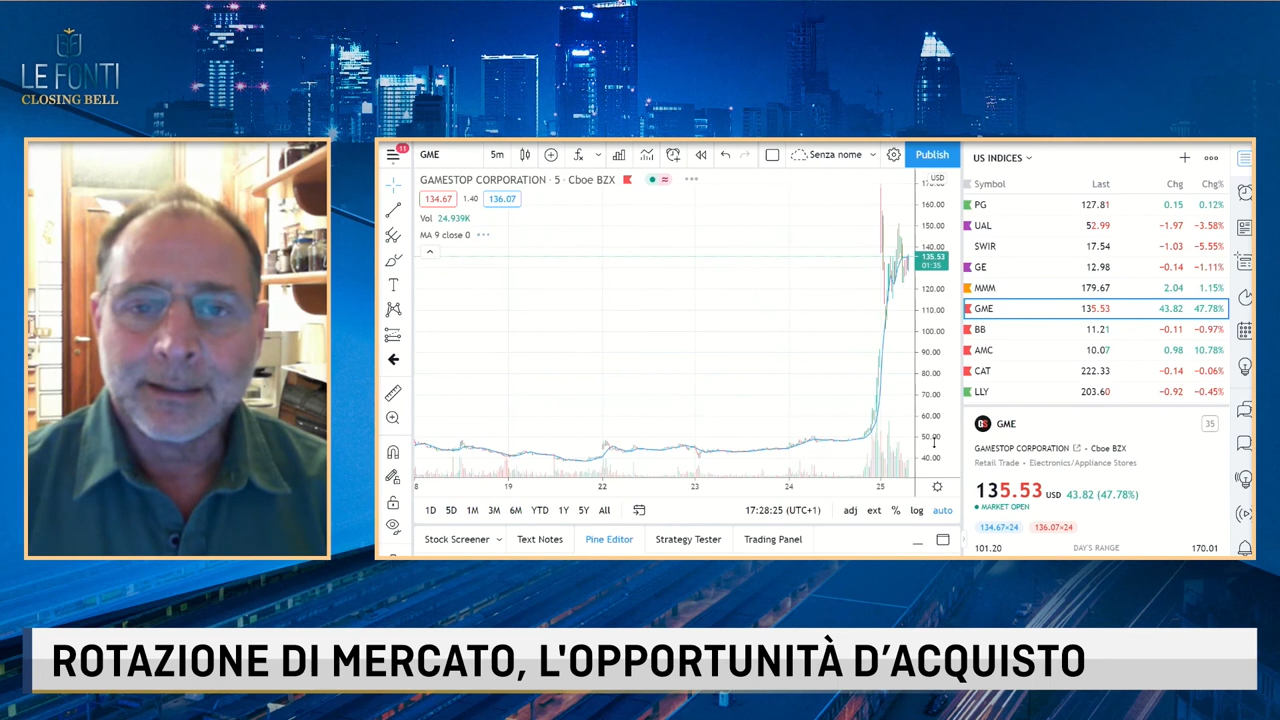 LE FONTI
CLOSING BELL
11
GME
5m
Senza nome
Publish
GAMESTOP CORPORATION · 5 · Cboe BZX
134.67
1.40
136.07
Vol 24.939K
MA 9 close 0
USD
170.00
160.00
150.00
140.00
135.53
01:35
120.00
110.00
100.00
90.00
80.00
70.00
60.00
50.00
40.00
8
19
22
23
24
25
1D 5D 1M 3M 6M YTD 1Y 5Y All
17:28:25 (UTC+1)
adj ext % log auto
Stock Screener
Text Notes
Pine Editor
Strategy Tester
Trading Panel
US INDICES
Symbol Last Chg Chg%
PG 127.81 0.15 0.12%
UAL 52.99 −1.97 −3.58%
SWIR 17.54 −1.03 −5.55%
GE 12.98 −0.14 −1.11%
MMM 179.67 2.04 1.15%
GME 135.53 43.82 47.78%
BB 11.21 −0.11 −0.97%
AMC 10.07 0.98 10.78%
CAT 222.33 −0.14 −0.06%
LLY 203.60 −0.92 −0.45%
GS GME 35
GAMESTOP CORPORATION · Cboe BZX
Retail Trade · Electronics/Appliance Stores
135.53 USD 43.82 (47.78%)
MARKET OPEN
134.67×24 136.07×24
101.20 DAY'S RANGE 170.01
ROTAZIONE DI MERCATO, L'OPPORTUNITÀ D’ACQUISTO